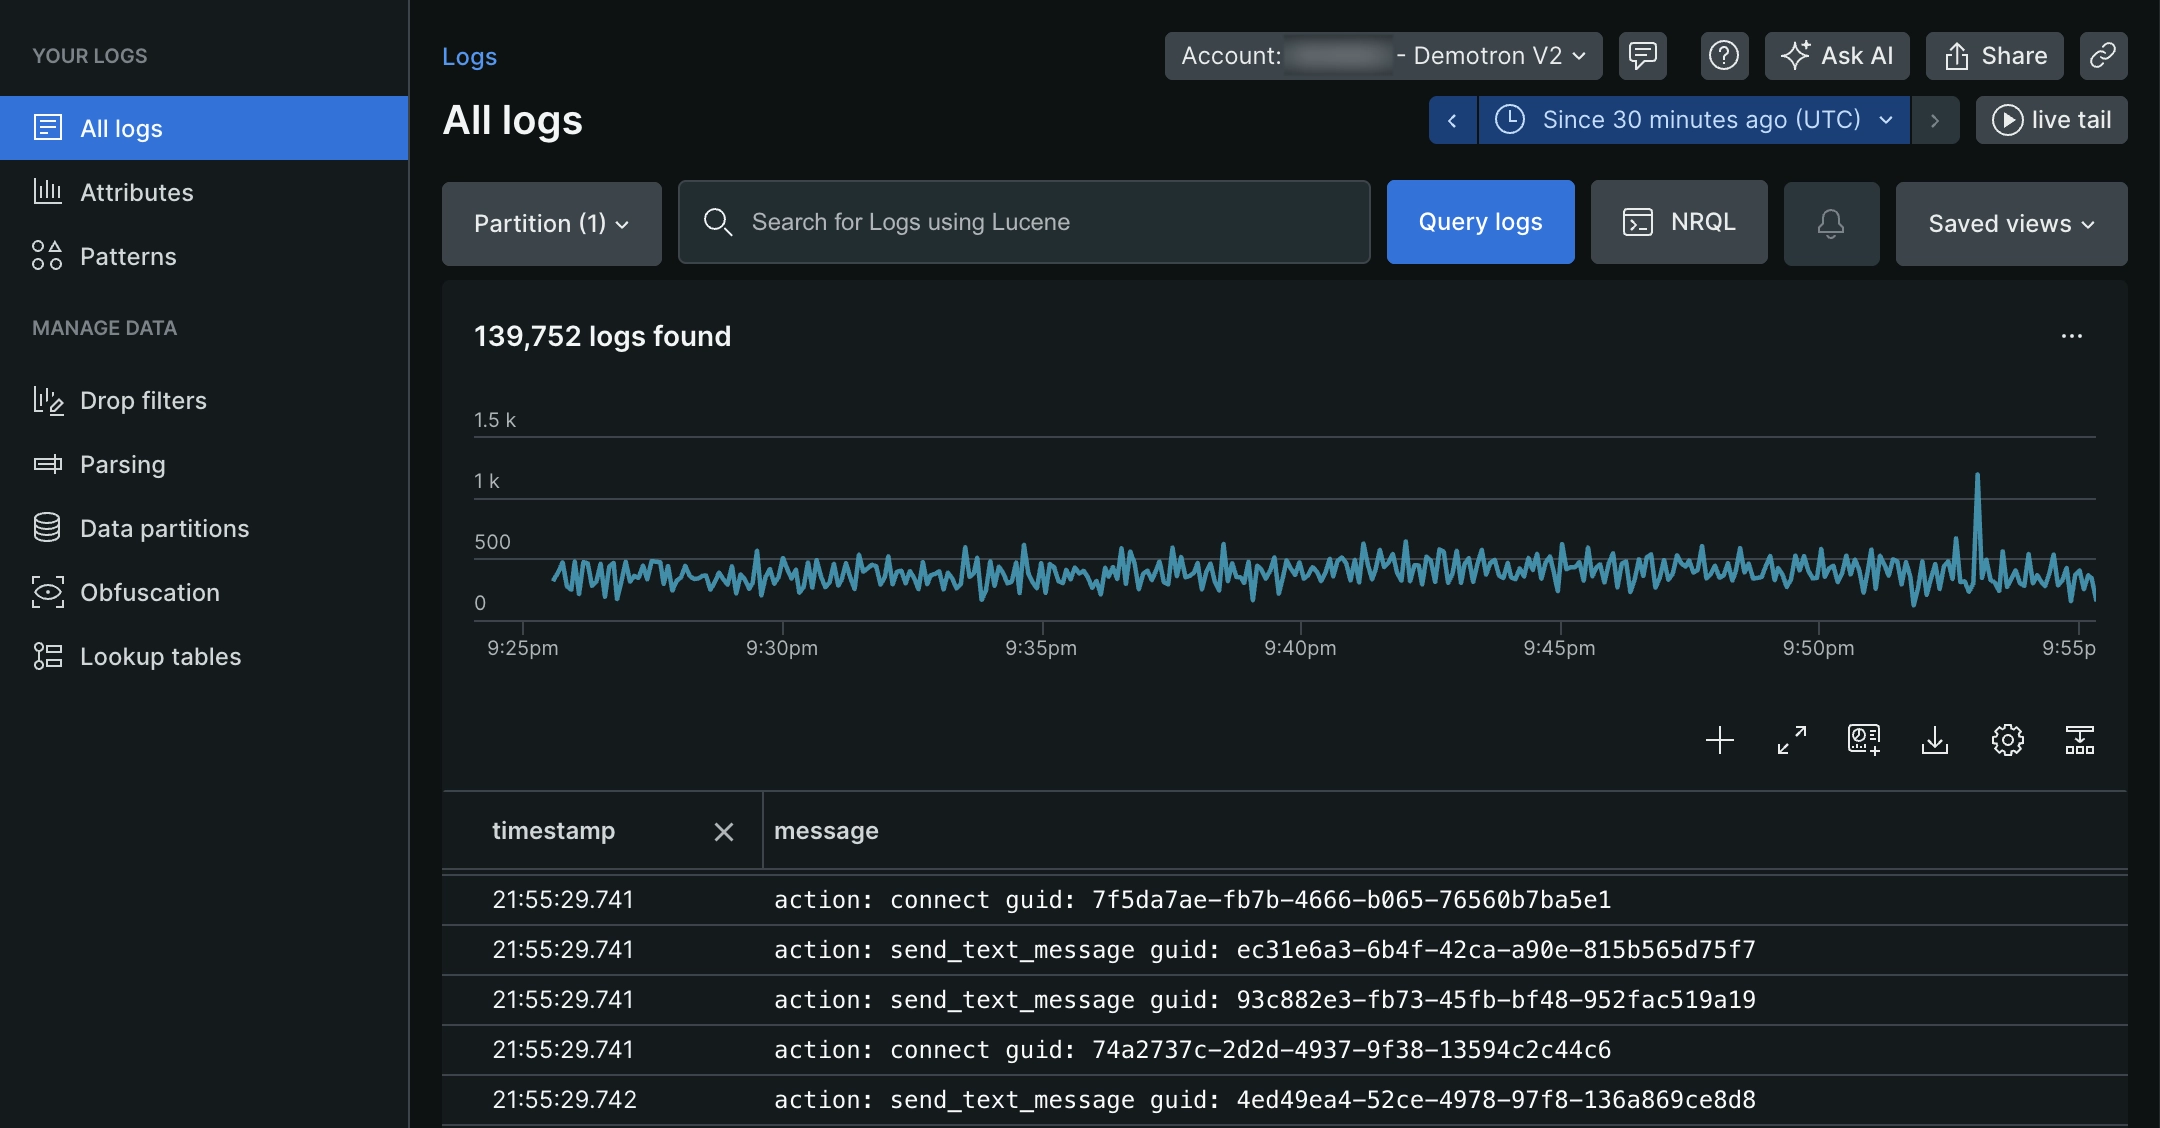 YOUR LOGS
All logs
Attributes
Patterns
MANAGE DATA
Drop filters
Parsing
Data partitions
Obfuscation
Lookup tables
Logs
Account: - Demotron V2
Ask AI
Share
All logs
Since 30 minutes ago (UTC)
live tail
Partition (1)
Search for Logs using Lucene
Query logs
NRQL
Saved views
139,752 logs found
1.5 k
1 k
500
0
9:25pm 9:30pm 9:35pm 9:40pm 9:45pm 9:50pm 9:55p
timestamp message
21:55:29.741 action: connect guid: 7f5da7ae-fb7b-4666-b065-76560b7ba5e1
21:55:29.741 action: send_text_message guid: ec31e6a3-6b4f-42ca-a90e-815b565d75f7
21:55:29.741 action: send_text_message guid: 93c882e3-fb73-45fb-bf48-952fac519a19
21:55:29.741 action: connect guid: 74a2737c-2d2d-4937-9f38-13594c2c44c6
21:55:29.742 action: send_text_message guid: 4ed49ea4-52ce-4978-97f8-136a869ce8d8